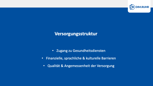 Versorgungsstruktur
• Zugang zu Gesundheitsdiensten
• Finanzielle, sprachliche & kulturelle Barrieren
• Qualität & Angemessenheit der Versorgung